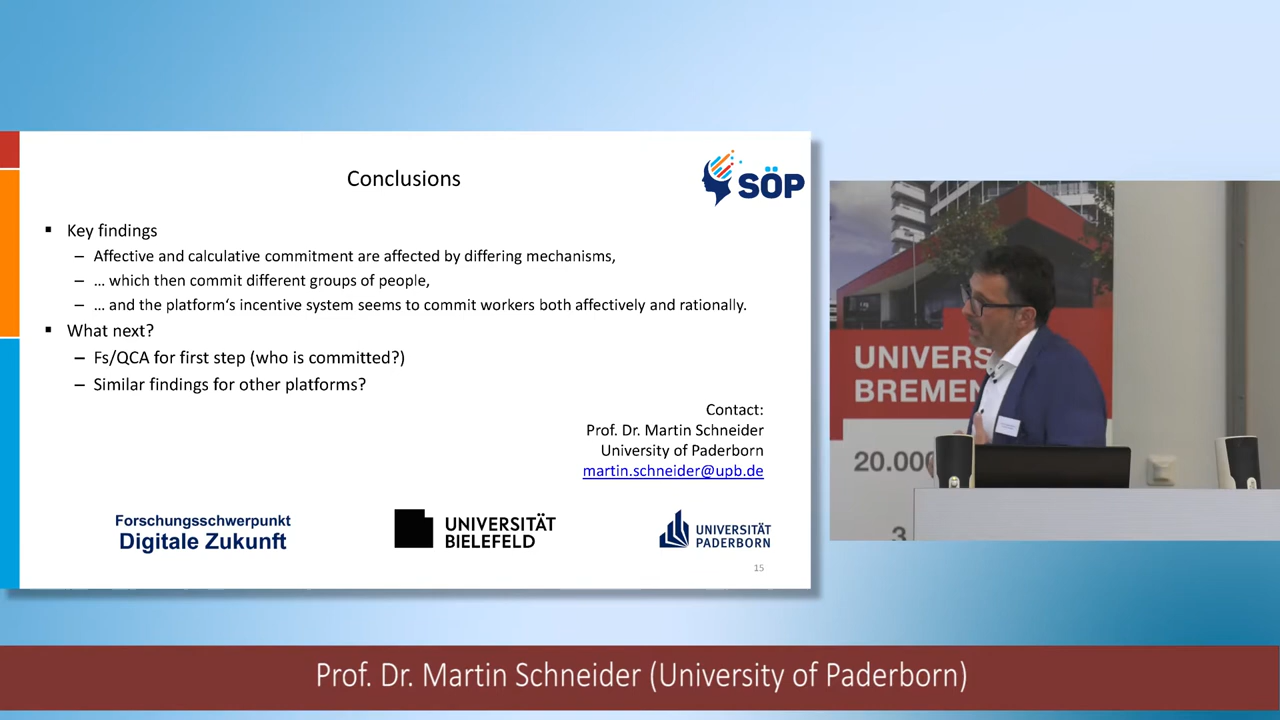 Conclusions
SÖP
▪ Key findings
– Affective and calculative commitment are affected by differing mechanisms,
– … which then commit different groups of people,
– … and the platform‘s incentive system seems to commit workers both affectively and rationally.
▪ What next?
– Fs/QCA for first step (who is committed?)
– Similar findings for other platforms?
Contact:
Prof. Dr. Martin Schneider
University of Paderborn
martin.schneider@upb.de
Forschungsschwerpunkt
Digitale Zukunft
UNIVERSITÄT
BIELEFELD
UNIVERSITÄT
PADERBORN
15
UNIVERS
BREMEN
20.000
3
Prof. Dr. Martin Schneider (University of Paderborn)